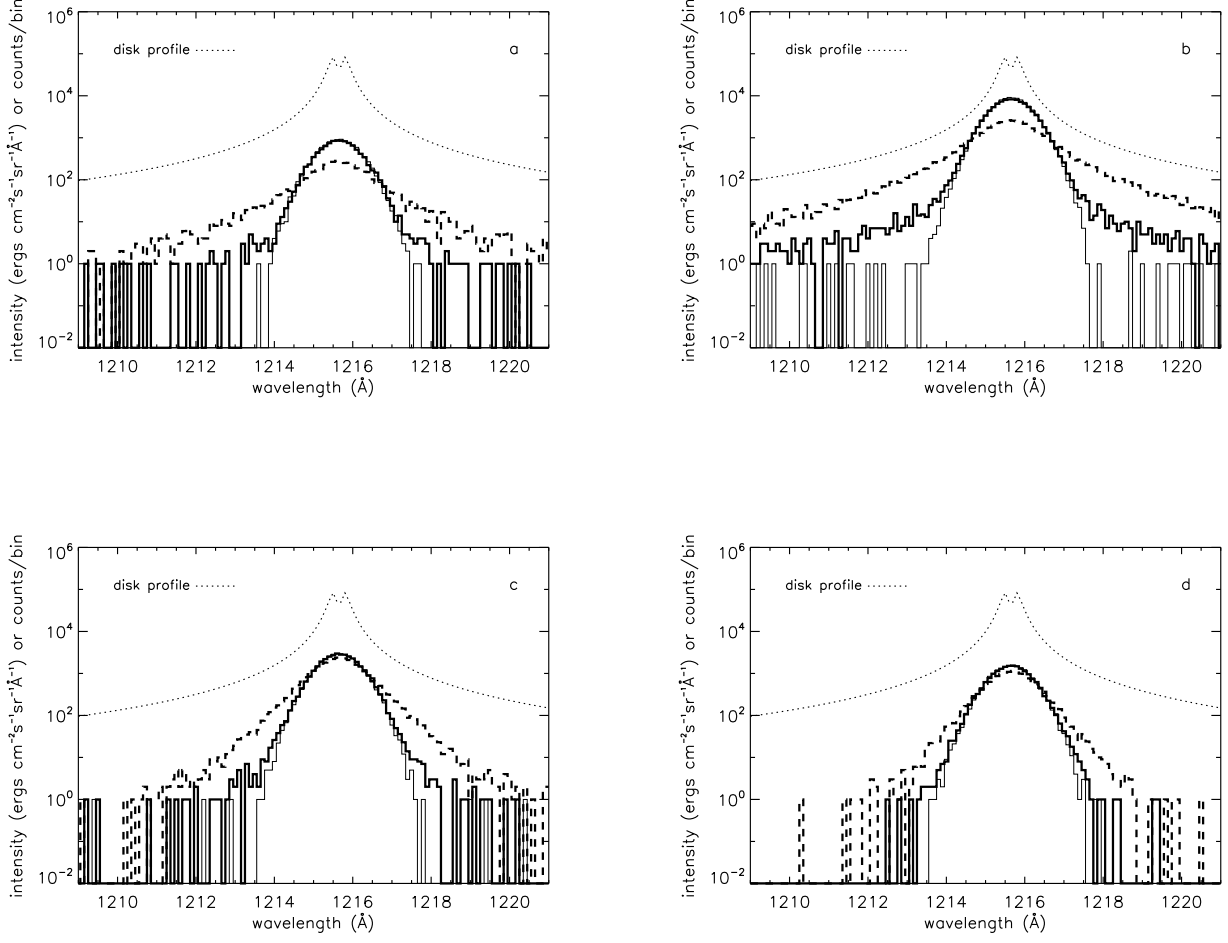 10⁶
10⁴
10²
10⁰
10⁻²
intensity (ergs cm⁻²s⁻¹sr⁻¹Å⁻¹) or counts/bin
disk profile
a
1210 1212 1214 1216 1218 1220
wavelength (Å)
10⁶
10⁴
10²
10⁰
10⁻²
intensity (ergs cm⁻²s⁻¹sr⁻¹Å⁻¹) or counts/bin
disk profile
b
1210 1212 1214 1216 1218 1220
wavelength (Å)
10⁶
10⁴
10²
10⁰
10⁻²
intensity (ergs cm⁻²s⁻¹sr⁻¹Å⁻¹) or counts/bin
disk profile
c
1210 1212 1214 1216 1218 1220
wavelength (Å)
10⁶
10⁴
10²
10⁰
10⁻²
intensity (ergs cm⁻²s⁻¹sr⁻¹Å⁻¹) or counts/bin
disk profile
d
1210 1212 1214 1216 1218 1220
wavelength (Å)